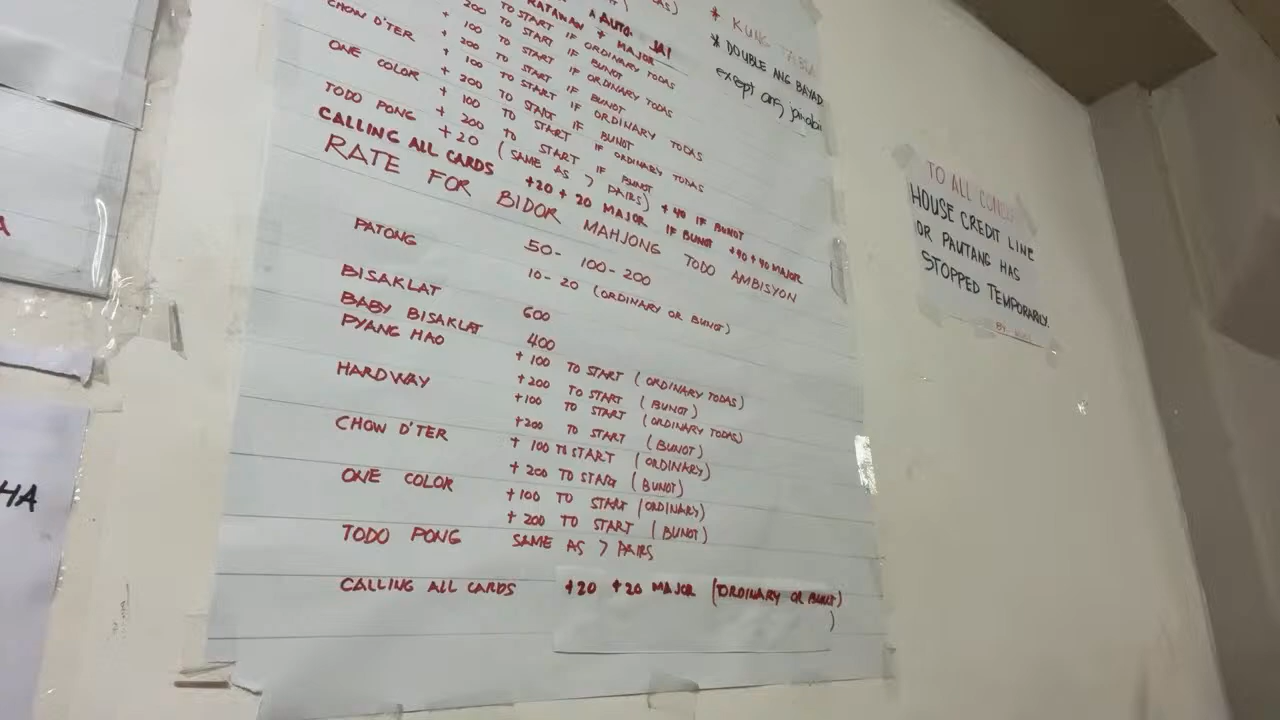 AUTO. JAI
+ MAJOR
200 TO START IF ORDINARY TODAS
CHOW D'TER + 100 TO START IF BUNOT
+ 200 TO START IF ORDINARY TODAS
ONE COLOR + 100 TO START IF BUNOT
+ 200 TO START IF ORDINARY TODAS
+ 100 TO START IF BUNOT
TODO PONG + 200 TO START IF ORDINARY TODAS
+20 (SAME AS 7 PAIRS) IF BUNOT
CALLING ALL CARDS +20 + 20 MAJOR IF BUNOT +40+40 MAJOR
+ 40 IF BUNOT
RATE FOR BIDOR MAHJONG TODO AMBISYON
PATONG 50- 100-200
10- 20 (ORDINARY OR BUNOT)
BISAKLAT 600
BABY BISAKLAT 400
PYANG HAO +100 TO START (ORDINARY TODAS)
+200 TO START (BUNOT)
HARDWAY +100 TO START (ORDINARY TODAS)
+200 TO START (BUNOT)
CHOW D'TER + 100 TO START (ORDINARY)
+ 200 TO START (BUNOT)
ONE COLOR +100 TO START (ORDINARY)
+ 200 TO START (BUNOT)
TODO PONG SAME AS 7 PAIRS
CALLING ALL CARDS +20 +20 MAJOR (ORDINARY OR BUNOT)
)
* KUNG
* DOUBLE ANG BAYAD
exept ang
TO ALL
HOUSE CREDIT LINE
OR PAUTANG HAS
STOPPED TEMPORARILY.
HA
A